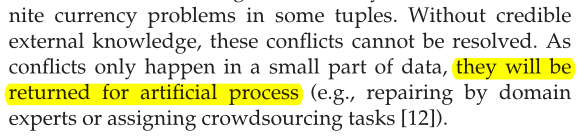 nite currency problems in some tuples. Without credible
external knowledge, these conflicts cannot be resolved. As
conflicts only happen in a small part of data, they will be
returned for artificial process (e.g., repairing by domain
experts or assigning crowdsourcing tasks [12]).